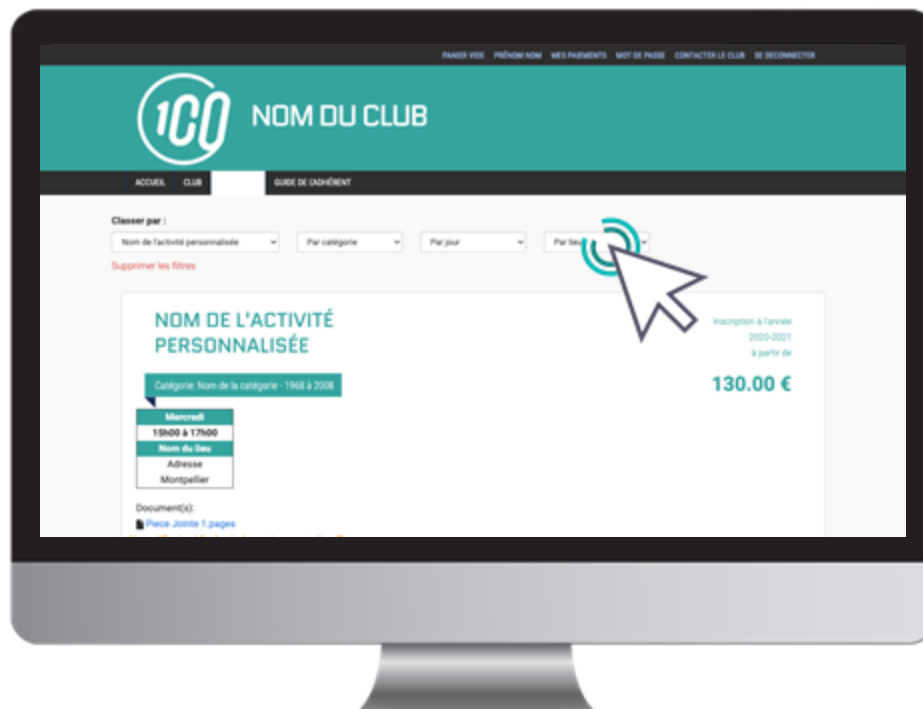 PANIER VIDE PRÉNOM NOM MES PAIEMENTS MOT DE PASSE CONTACTER LE CLUB SE DECONNECTER
100 NOM DU CLUB
ACCUEIL CLUB GUIDE DE L'ADHÉRENT
Classer par :
Nom de l'activité personnalisée Par catégorie Par jour Par lieu
Supprimer les filtres
NOM DE L'ACTIVITÉ
PERSONNALISÉE
Inscription à l'année
2020-2021
à partir de
130.00 €
Catégorie: Nom de la catégorie - 1968 à 2008
Mercredi
15h00 à 17h00
Nom du lieu
Adresse
Montpellier
Document(s):
Piece Jointe 1.pages